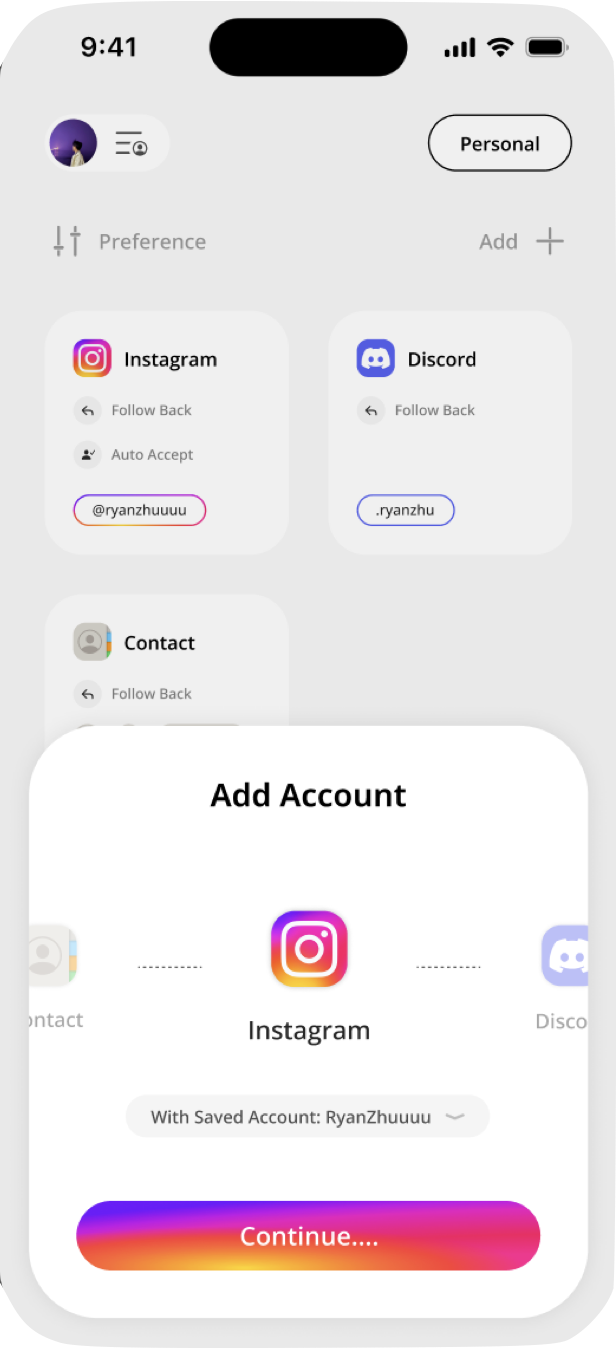 9:41
Personal
Preference
Add
Instagram
Discord
Follow Back
Follow Back
Auto Accept
@ryanzhuuuu
.ryanzhu
Contact
Follow Back
Add Account
ontact
Instagram
Disco
With Saved Account: RyanZhuuuu
Continue....